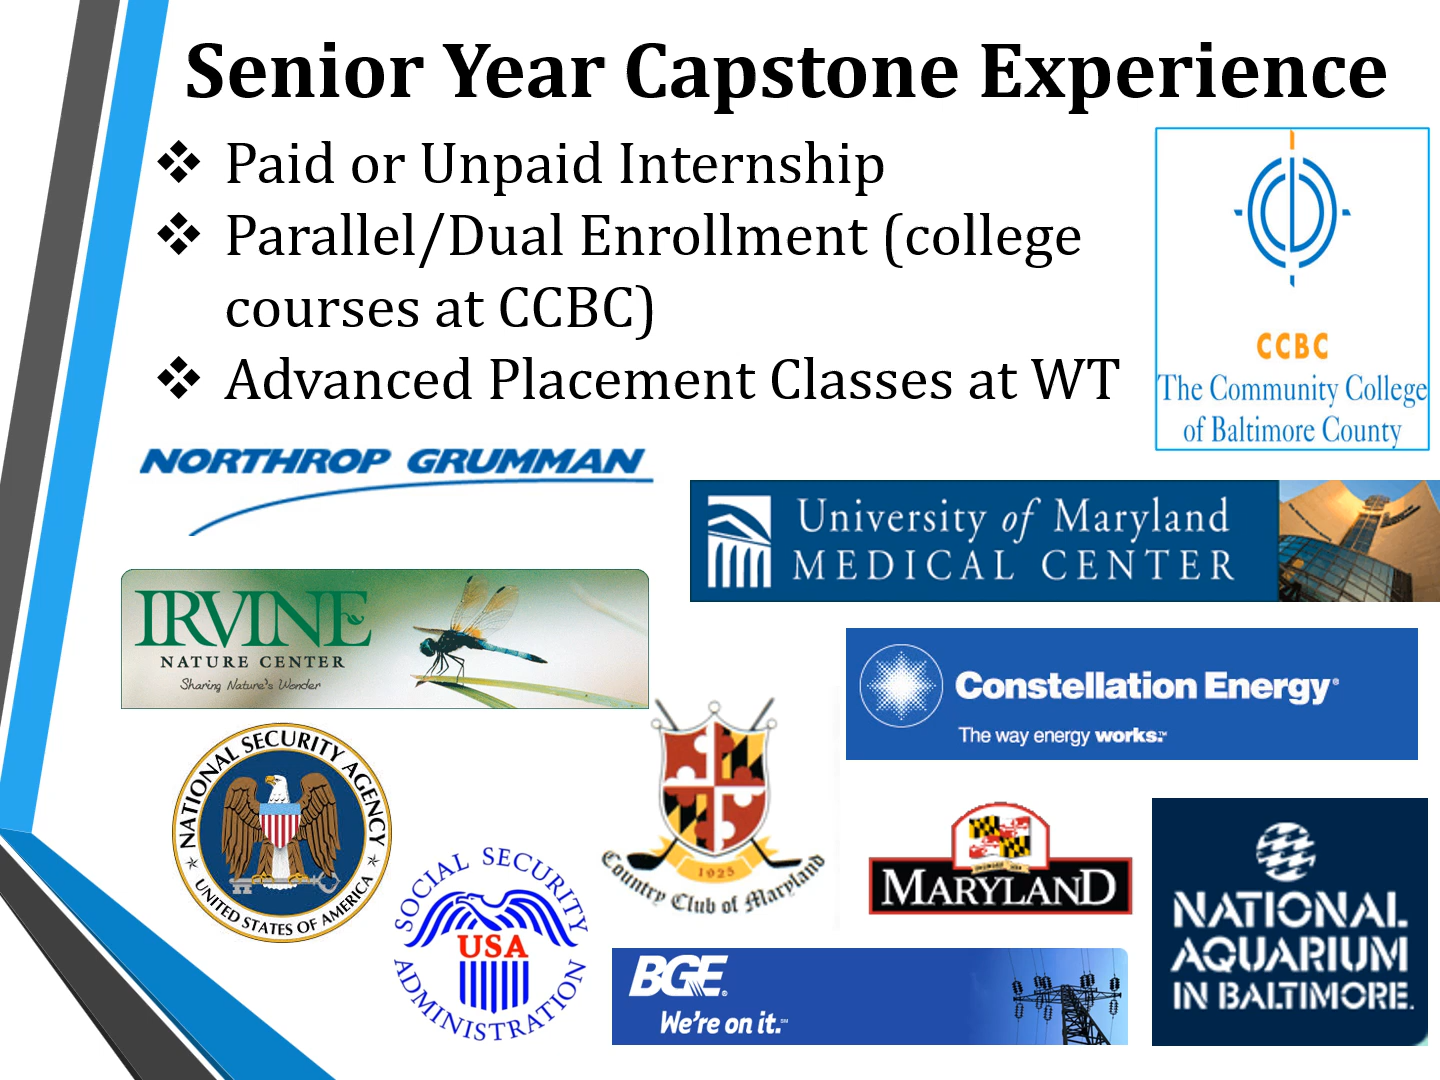 Senior Year Capstone Experience
❖ Paid or Unpaid Internship
❖ Parallel/Dual Enrollment (college
courses at CCBC)
❖ Advanced Placement Classes at WT
CCBC
The Community College
of Baltimore County
NORTHROP GRUMMAN
University of Maryland
MEDICAL CENTER
IRVINE
NATURE CENTER
Sharing Nature's Wonder
Constellation Energy®
The way energy works.℠
NATIONAL SECURITY AGENCY
UNITED STATES OF AMERICA
SOCIAL SECURITY
USA
ADMINISTRATION
1925
Country Club of Maryland
MARYLAND
NATIONAL
AQUARIUM
IN BALTIMORE.
BGE®
We're on it.℠